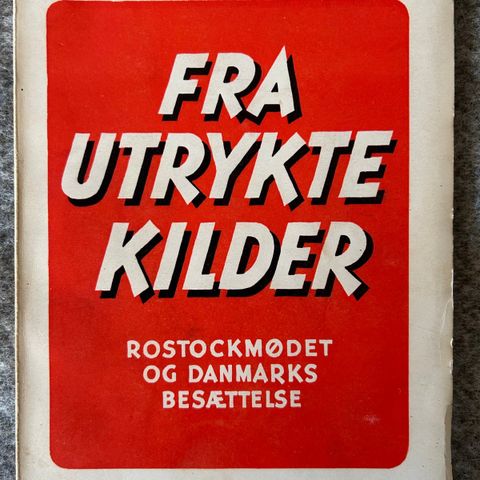 FRA
UTRYKTE
KILDER
ROSTOCKMØDET
OG DANMARKS
BESÆTTELSE